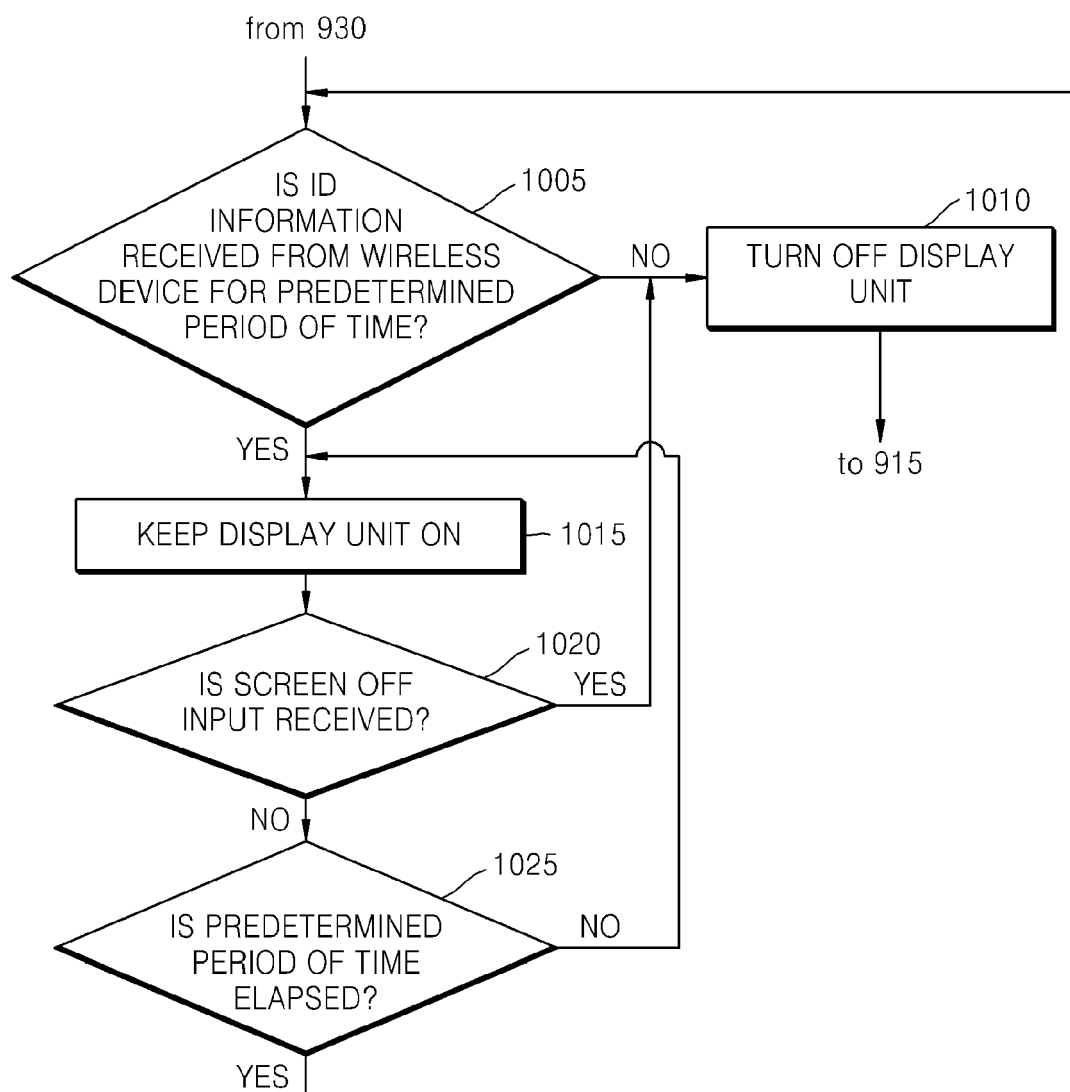 from 930
IS ID
INFORMATION
RECEIVED FROM WIRELESS
DEVICE FOR PREDETERMINED
PERIOD OF TIME?
1005
NO
1010
TURN OFF DISPLAY
UNIT
to 915
YES
KEEP DISPLAY UNIT ON
1015
IS SCREEN OFF
INPUT RECEIVED?
1020
YES
NO
IS PREDETERMINED
PERIOD OF TIME
ELAPSED?
1025
NO
YES